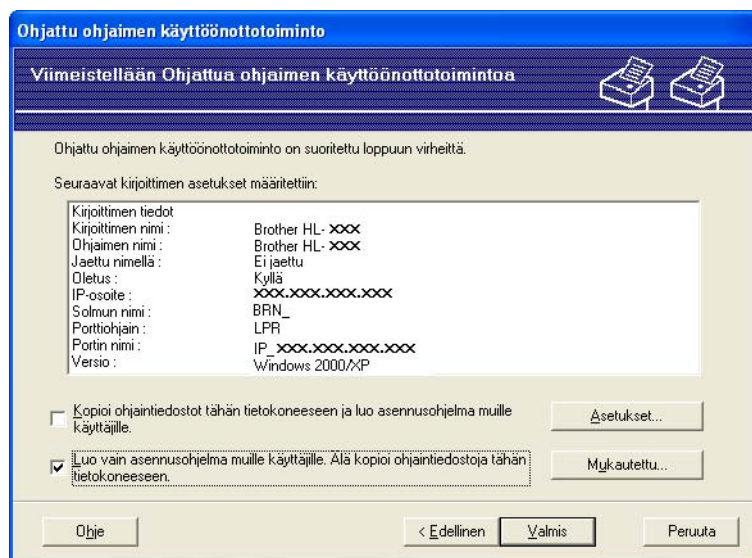 Ohjattu ohjaimen käyttöönottotoiminto
Viimeistellään Ohjattua ohjaimen käyttöönottotoimintoa
Ohjattu ohjaimen käyttöönottotoiminto on suoritettu loppuun virheittä.
Seuraavat kirjoittimen asetukset määritettiin:
Kirjoittimen tiedot
Kirjoittimen nimi : Brother HL- XXX
Ohjaimen nimi : Brother HL- XXX
Jaettu nimellä : Ei jaettu
Oletus : Kyllä
IP-osoite : XXX.XXX.XXX.XXX
Solmun nimi : BRN_
Porttiohjain : LPR
Portin nimi : IP_ XXX.XXX.XXX.XXX
Versio : Windows 2000/XP
Kopioi ohjaintiedostot tähän tietokoneeseen ja luo asennusohjelma muille
käyttäjille.
Asetukset...
Luo vain asennusohjelma muille käyttäjille. Älä kopioi ohjaintiedostoja tähän
tietokoneeseen.
Mukautettu...
Ohje < Edellinen Valmis Peruuta